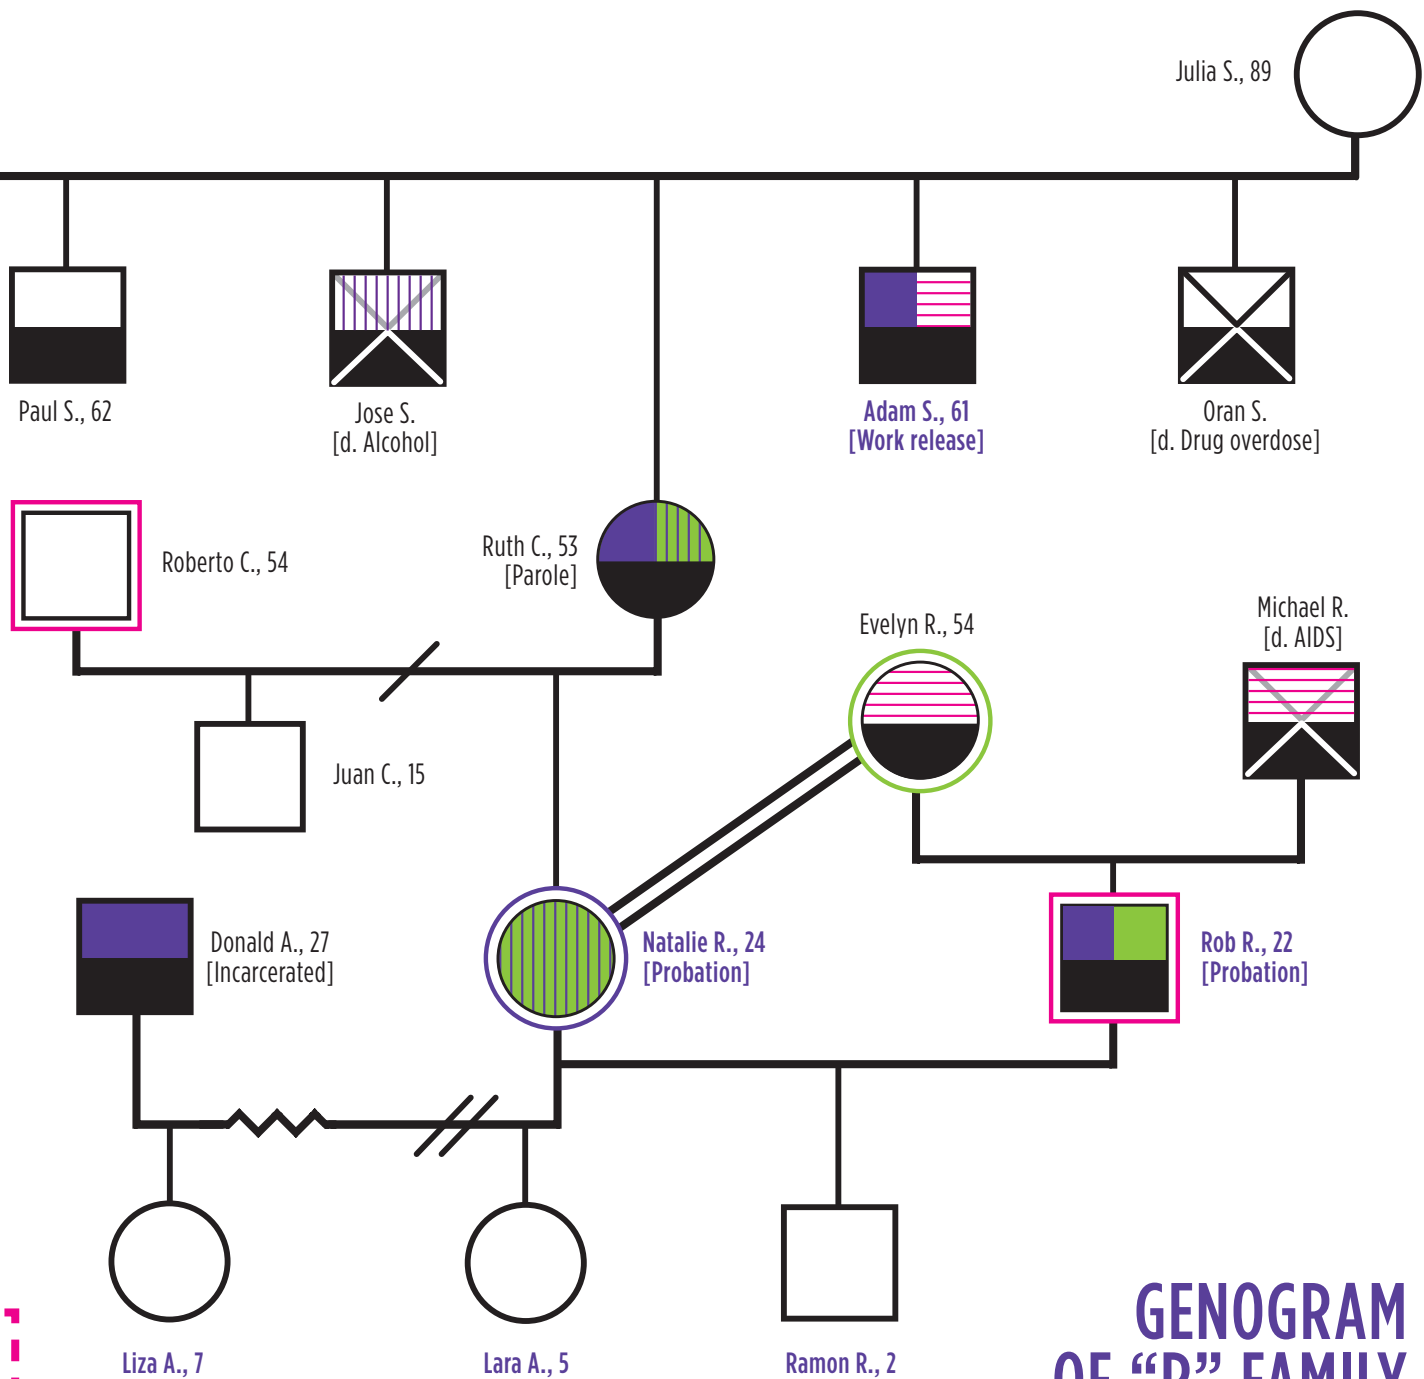 Julia S., 89
Paul S., 62
Jose S.
[d. Alcohol]
Adam S., 61
[Work release]
Oran S.
[d. Drug overdose]
Roberto C., 54
Ruth C., 53
[Parole]
Evelyn R., 54
Michael R.
[d. AIDS]
Juan C., 15
Donald A., 27
[Incarcerated]
Natalie R., 24
[Probation]
Rob R., 22
[Probation]
Liza A., 7
Lara A., 5
Ramon R., 2
GENOGRAM
OF “R” FAMILY